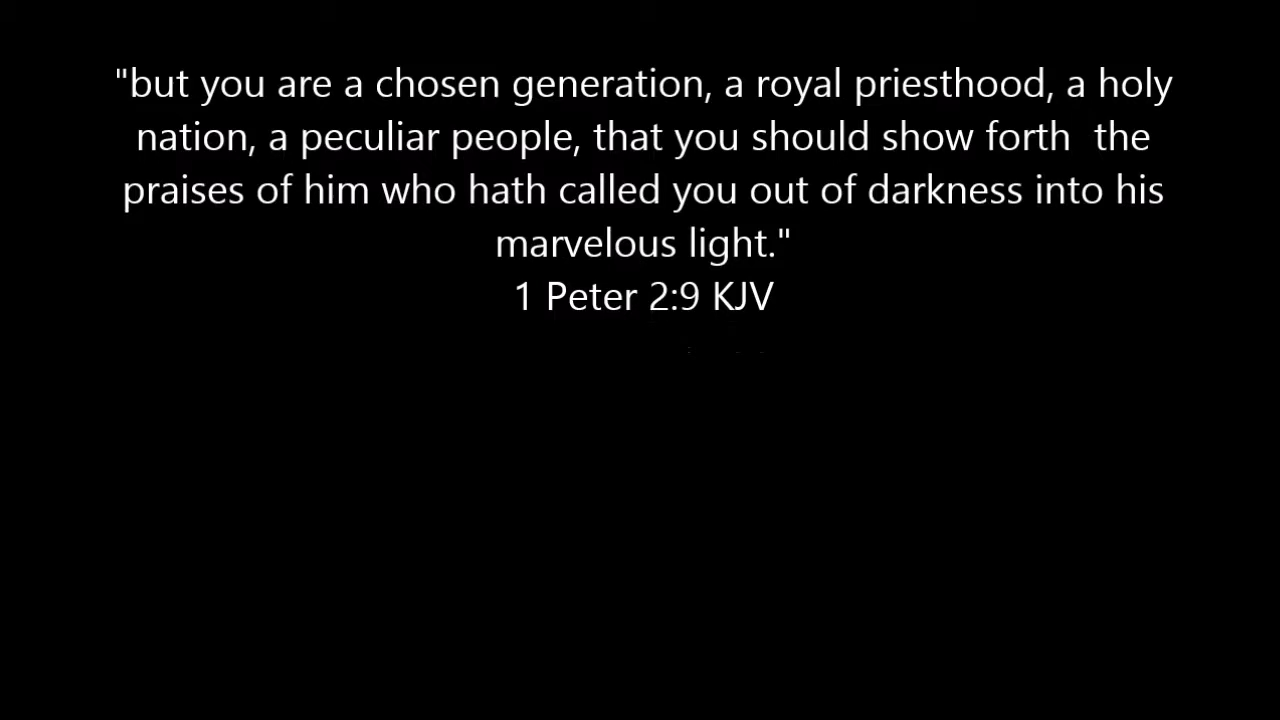 "but you are a chosen generation, a royal priesthood, a holy
nation, a peculiar people, that you should show forth  the
praises of him who hath called you out of darkness into his
marvelous light."
1 Peter 2:9 KJV